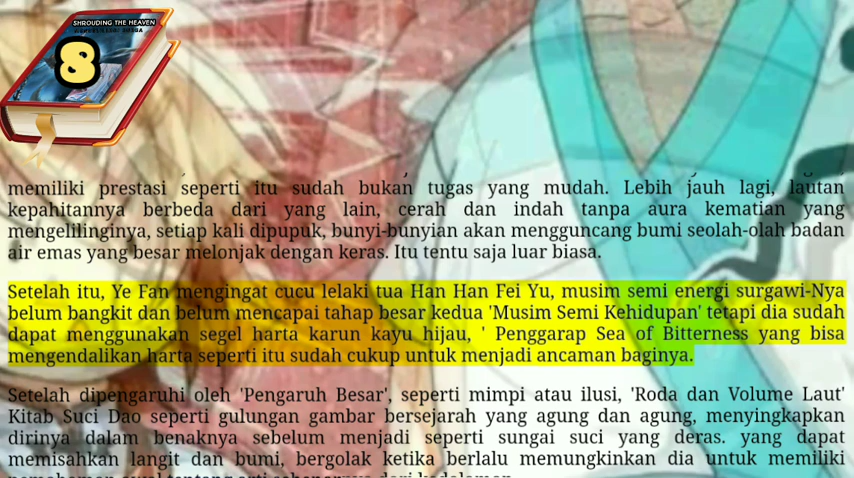 SHROUDING THE HEAVEN
8
memiliki prestasi seperti itu sudah bukan tugas yang mudah. Lebih jauh lagi, lautan
kepahitannya berbeda dari yang lain, cerah dan indah tanpa aura kematian yang
mengelilinginya, setiap kali dipupuk, bunyi-bunyian akan mengguncang bumi seolah-olah badan
air emas yang besar melonjak dengan keras. Itu tentu saja luar biasa.
Setelah itu, Ye Fan mengingat cucu lelaki tua Han Han Fei Yu, musim semi energi surgawi-Nya
belum bangkit dan belum mencapai tahap besar kedua 'Musim Semi Kehidupan' tetapi dia sudah
dapat menggunakan segel harta karun kayu hijau, ' Penggarap Sea of Bitterness yang bisa
mengendalikan harta seperti itu sudah cukup untuk menjadi ancaman baginya.
Setelah dipengaruhi oleh 'Pengaruh Besar', seperti mimpi atau ilusi, 'Roda dan Volume Laut'
Kitab Suci Dao seperti gulungan gambar bersejarah yang agung dan agung, menyingkapkan
dirinya dalam benaknya sebelum menjadi seperti sungai suci yang deras. yang dapat
memisahkan langit dan bumi, bergolak ketika berlalu memungkinkan dia untuk memiliki